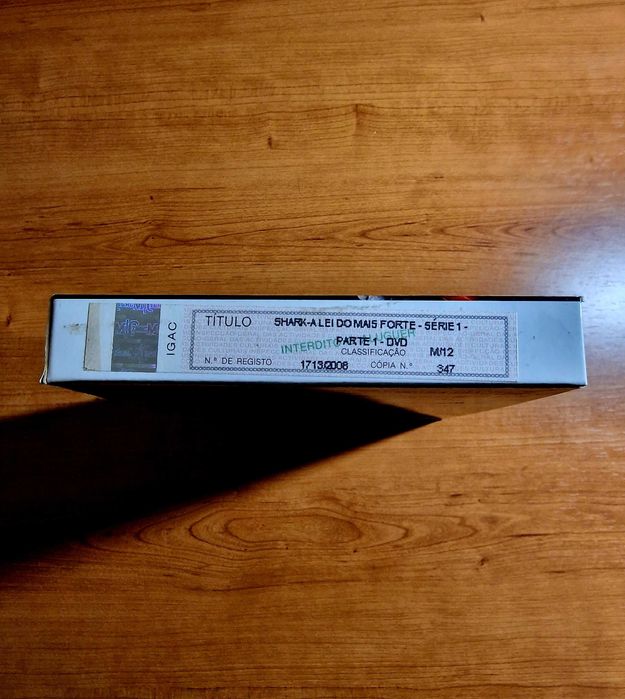 IGAC
TÍTULO SHARK-A LEI DO MAIS FORTE - SÉRIE 1 -
PARTE 1 - DVD
INTERDITO ALUGUER
CLASSIFICAÇÃO M/12
N.º DE REGISTO 1713/2008 CÓPIA N.º 347